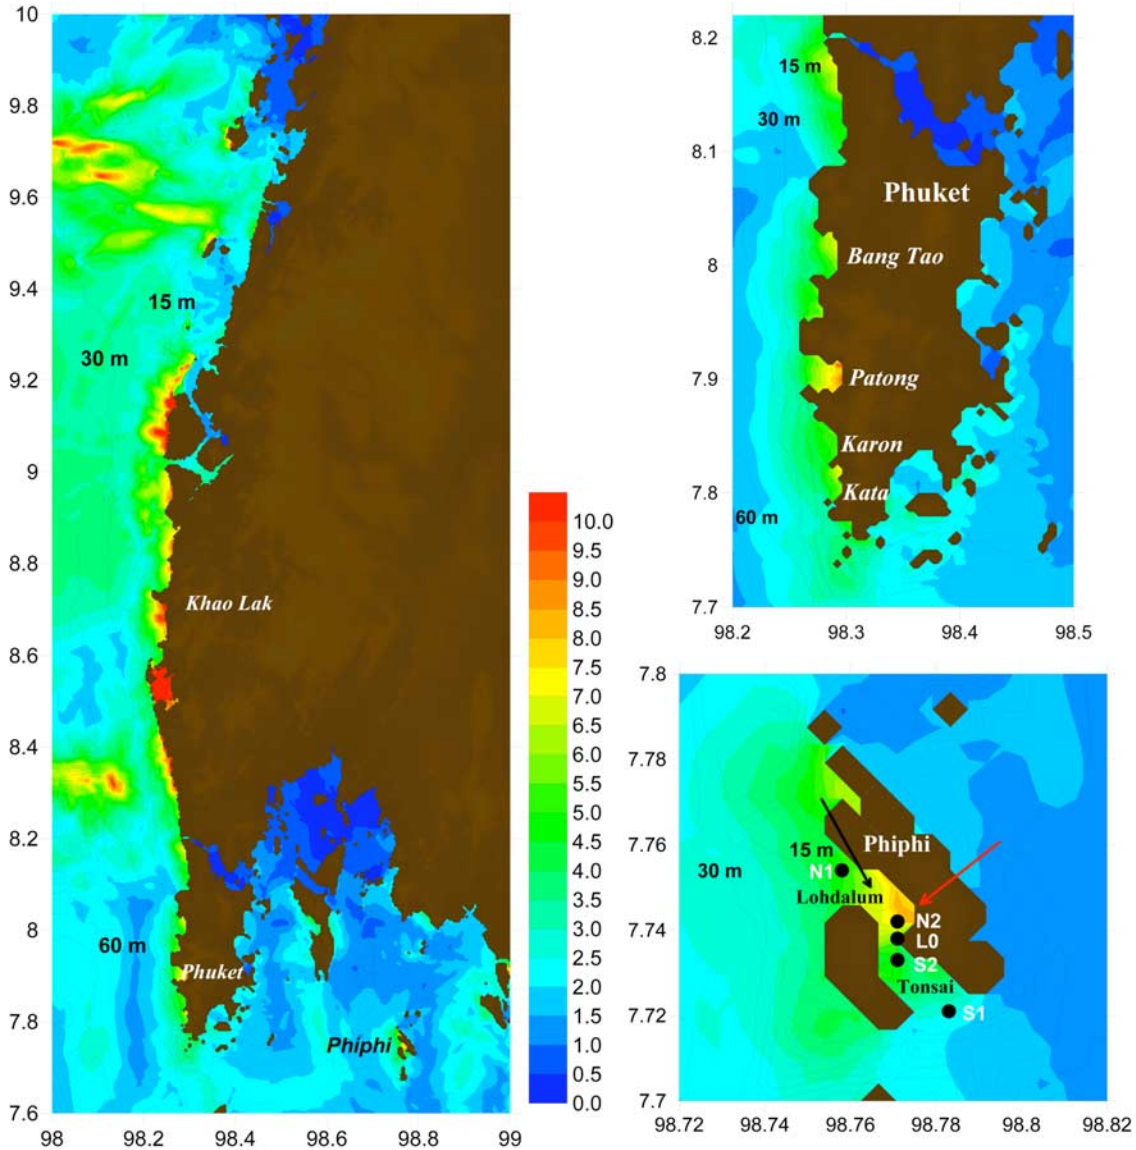 10
9.8
9.6
9.4
9.2
9
8.8
8.6
8.4
8.2
8
7.8
7.6
98
98.2
98.4
98.6
98.8
99
15 m
30 m
Khao Lak
60 m
Phuket
Phiphi
10.0
9.5
9.0
8.5
8.0
7.5
7.0
6.5
6.0
5.5
5.0
4.5
4.0
3.5
3.0
2.5
2.0
1.5
1.0
0.5
0.0
8.2
8.1
8
7.9
7.8
7.7
98.2
98.3
98.4
98.5
15 m
30 m
Phuket
Bang Tao
Patong
Karon
Kata
60 m
7.8
7.78
7.76
7.74
7.72
7.7
98.72
98.74
98.76
98.78
98.8
98.82
15 m
Phiphi
30 m
N1
Lohdalum
N2
L0
S2
Tonsai
S1